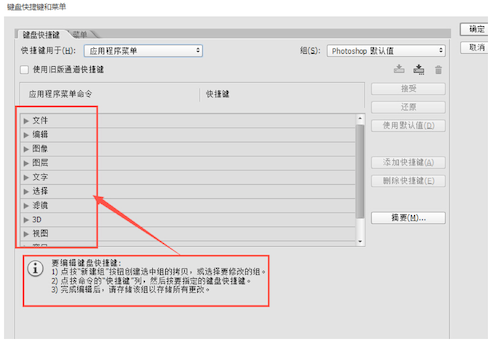 键盘快捷键和菜单
键盘快捷键 菜单
确定
快捷键用于(H): 应用程序菜单 组(S): Photoshop 默认值
取消
使用旧版通道快捷键
接受
应用程序菜单命令 快捷键
还原
文件
使用默认值(D)
编辑
图像
图层
添加快捷键(A)
文字
删除快捷键(E)
选择
滤镜
3D
摘要(M)...
视图
要编辑键盘快捷键:
1) 点按“新建组”按钮创建选中组的拷贝，或选择要修改的组。
2) 点按命令的“快捷键”列，然后按要指定的键盘快捷键。
3) 完成编辑后，请存储该组以存储所有更改。